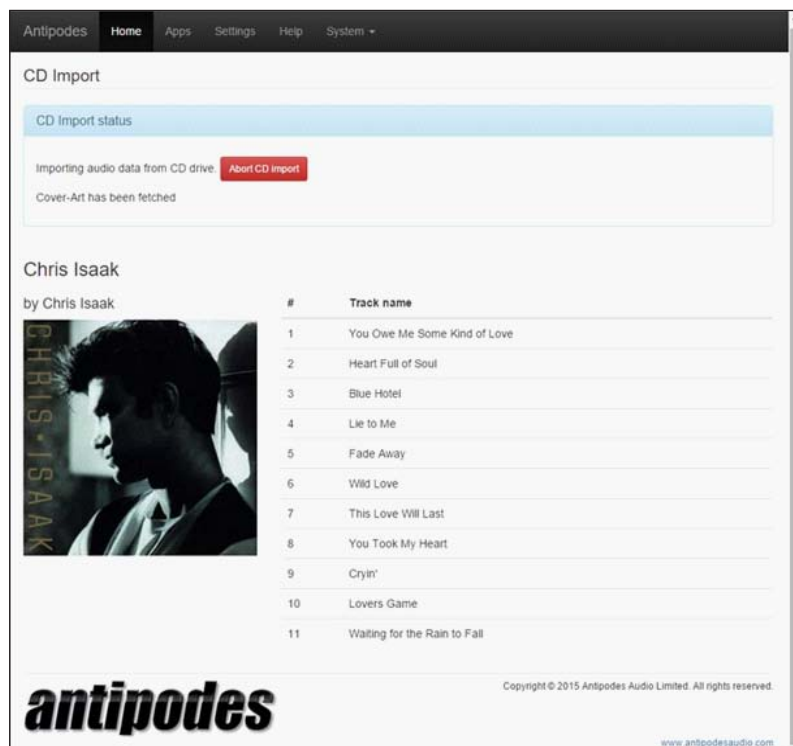 Antipodes Home Apps Settings Help System
CD Import
CD Import status
Importing audio data from CD drive. Abort CD import
Cover-Art has been fetched
Chris Isaak
by Chris Isaak
CHRIS•ISAAK
# Track name
1 You Owe Me Some Kind of Love
2 Heart Full of Soul
3 Blue Hotel
4 Lie to Me
5 Fade Away
6 Wild Love
7 This Love Will Last
8 You Took My Heart
9 Cryin'
10 Lovers Game
11 Waiting for the Rain to Fall
antipodes
Copyright © 2015 Antipodes Audio Limited. All rights reserved.
www.antipodesaudio.com